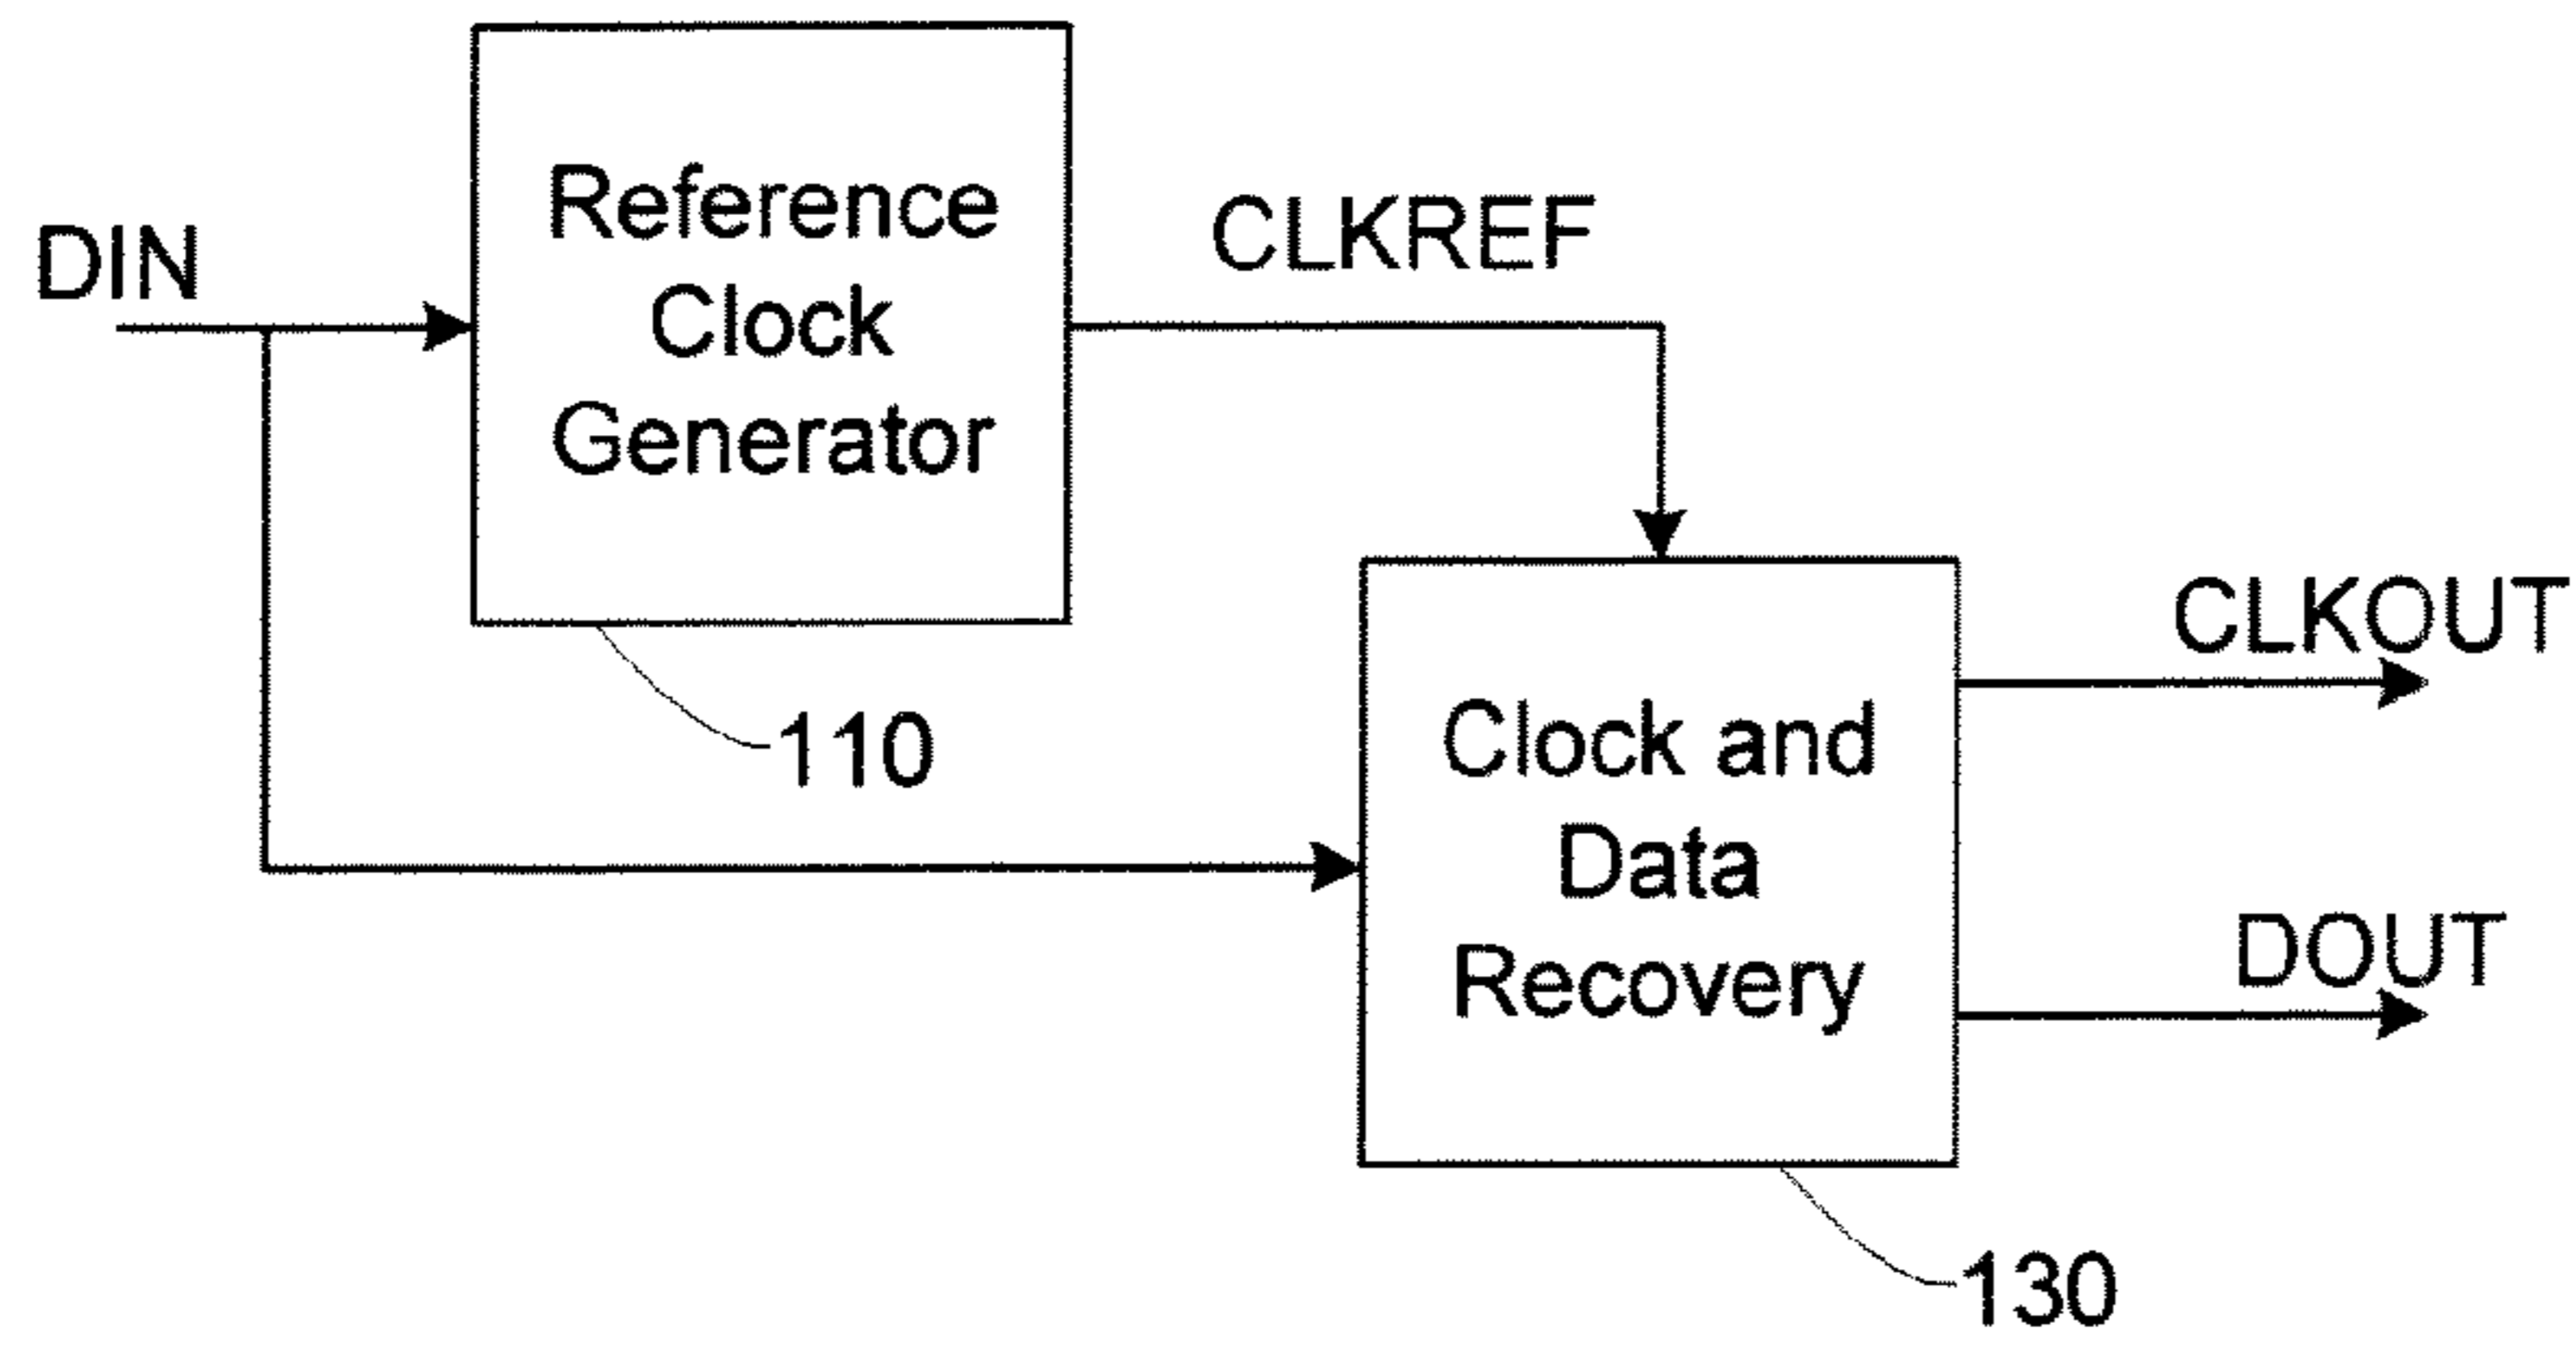 DIN
Reference
Clock
Generator
CLKREF
110
Clock and
Data
Recovery
CLKOUT
DOUT
130